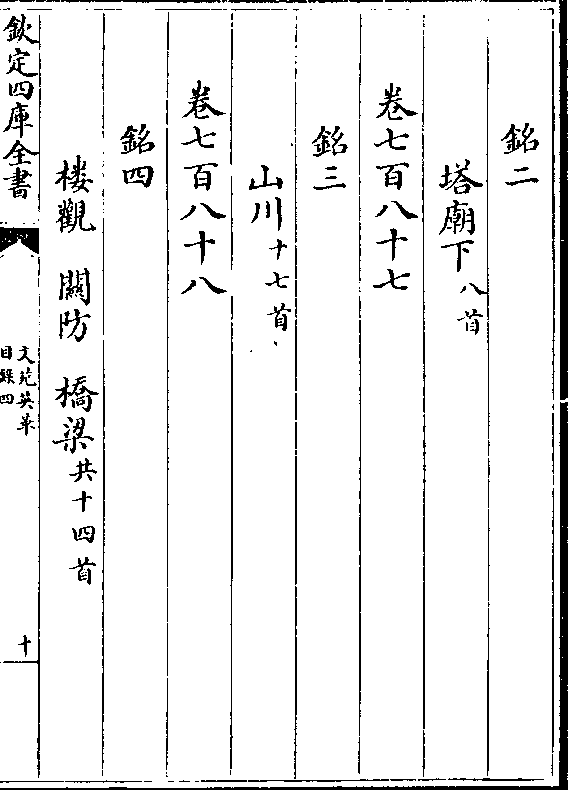 銘二
塔廟下八首
卷七百八十七
銘三
山川十七首
卷七百八十八
銘四
楼觀　關防　橋梁共十四首
欽定四庫全書
文苑英華
目錄四
十